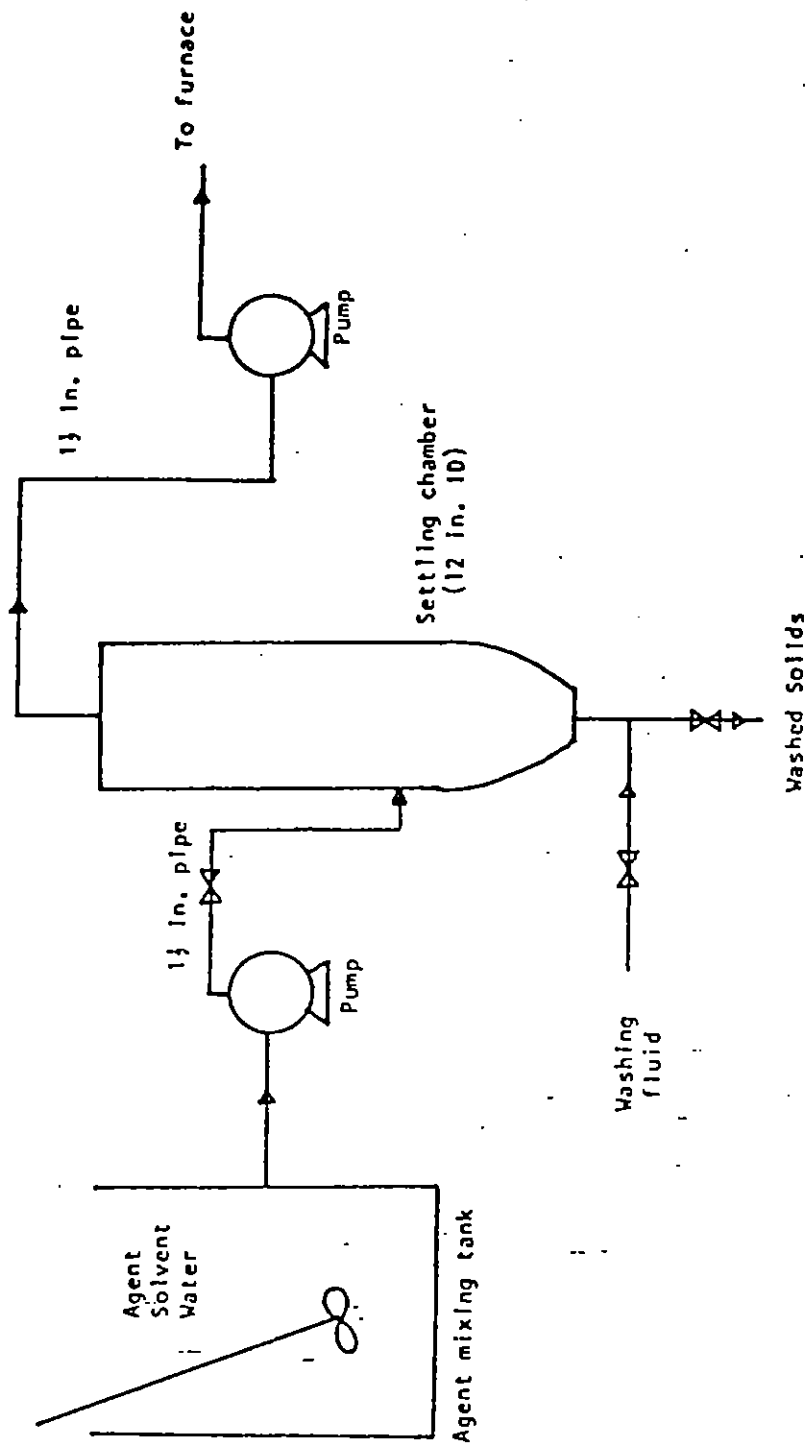 Agent
Solvent
Water
Agent mixing tank
Pump
1½ in. pipe
Settling chamber
(12 in. ID)
Washing
fluid
Washed Solids
1½ in. pipe
Pump
To furnace